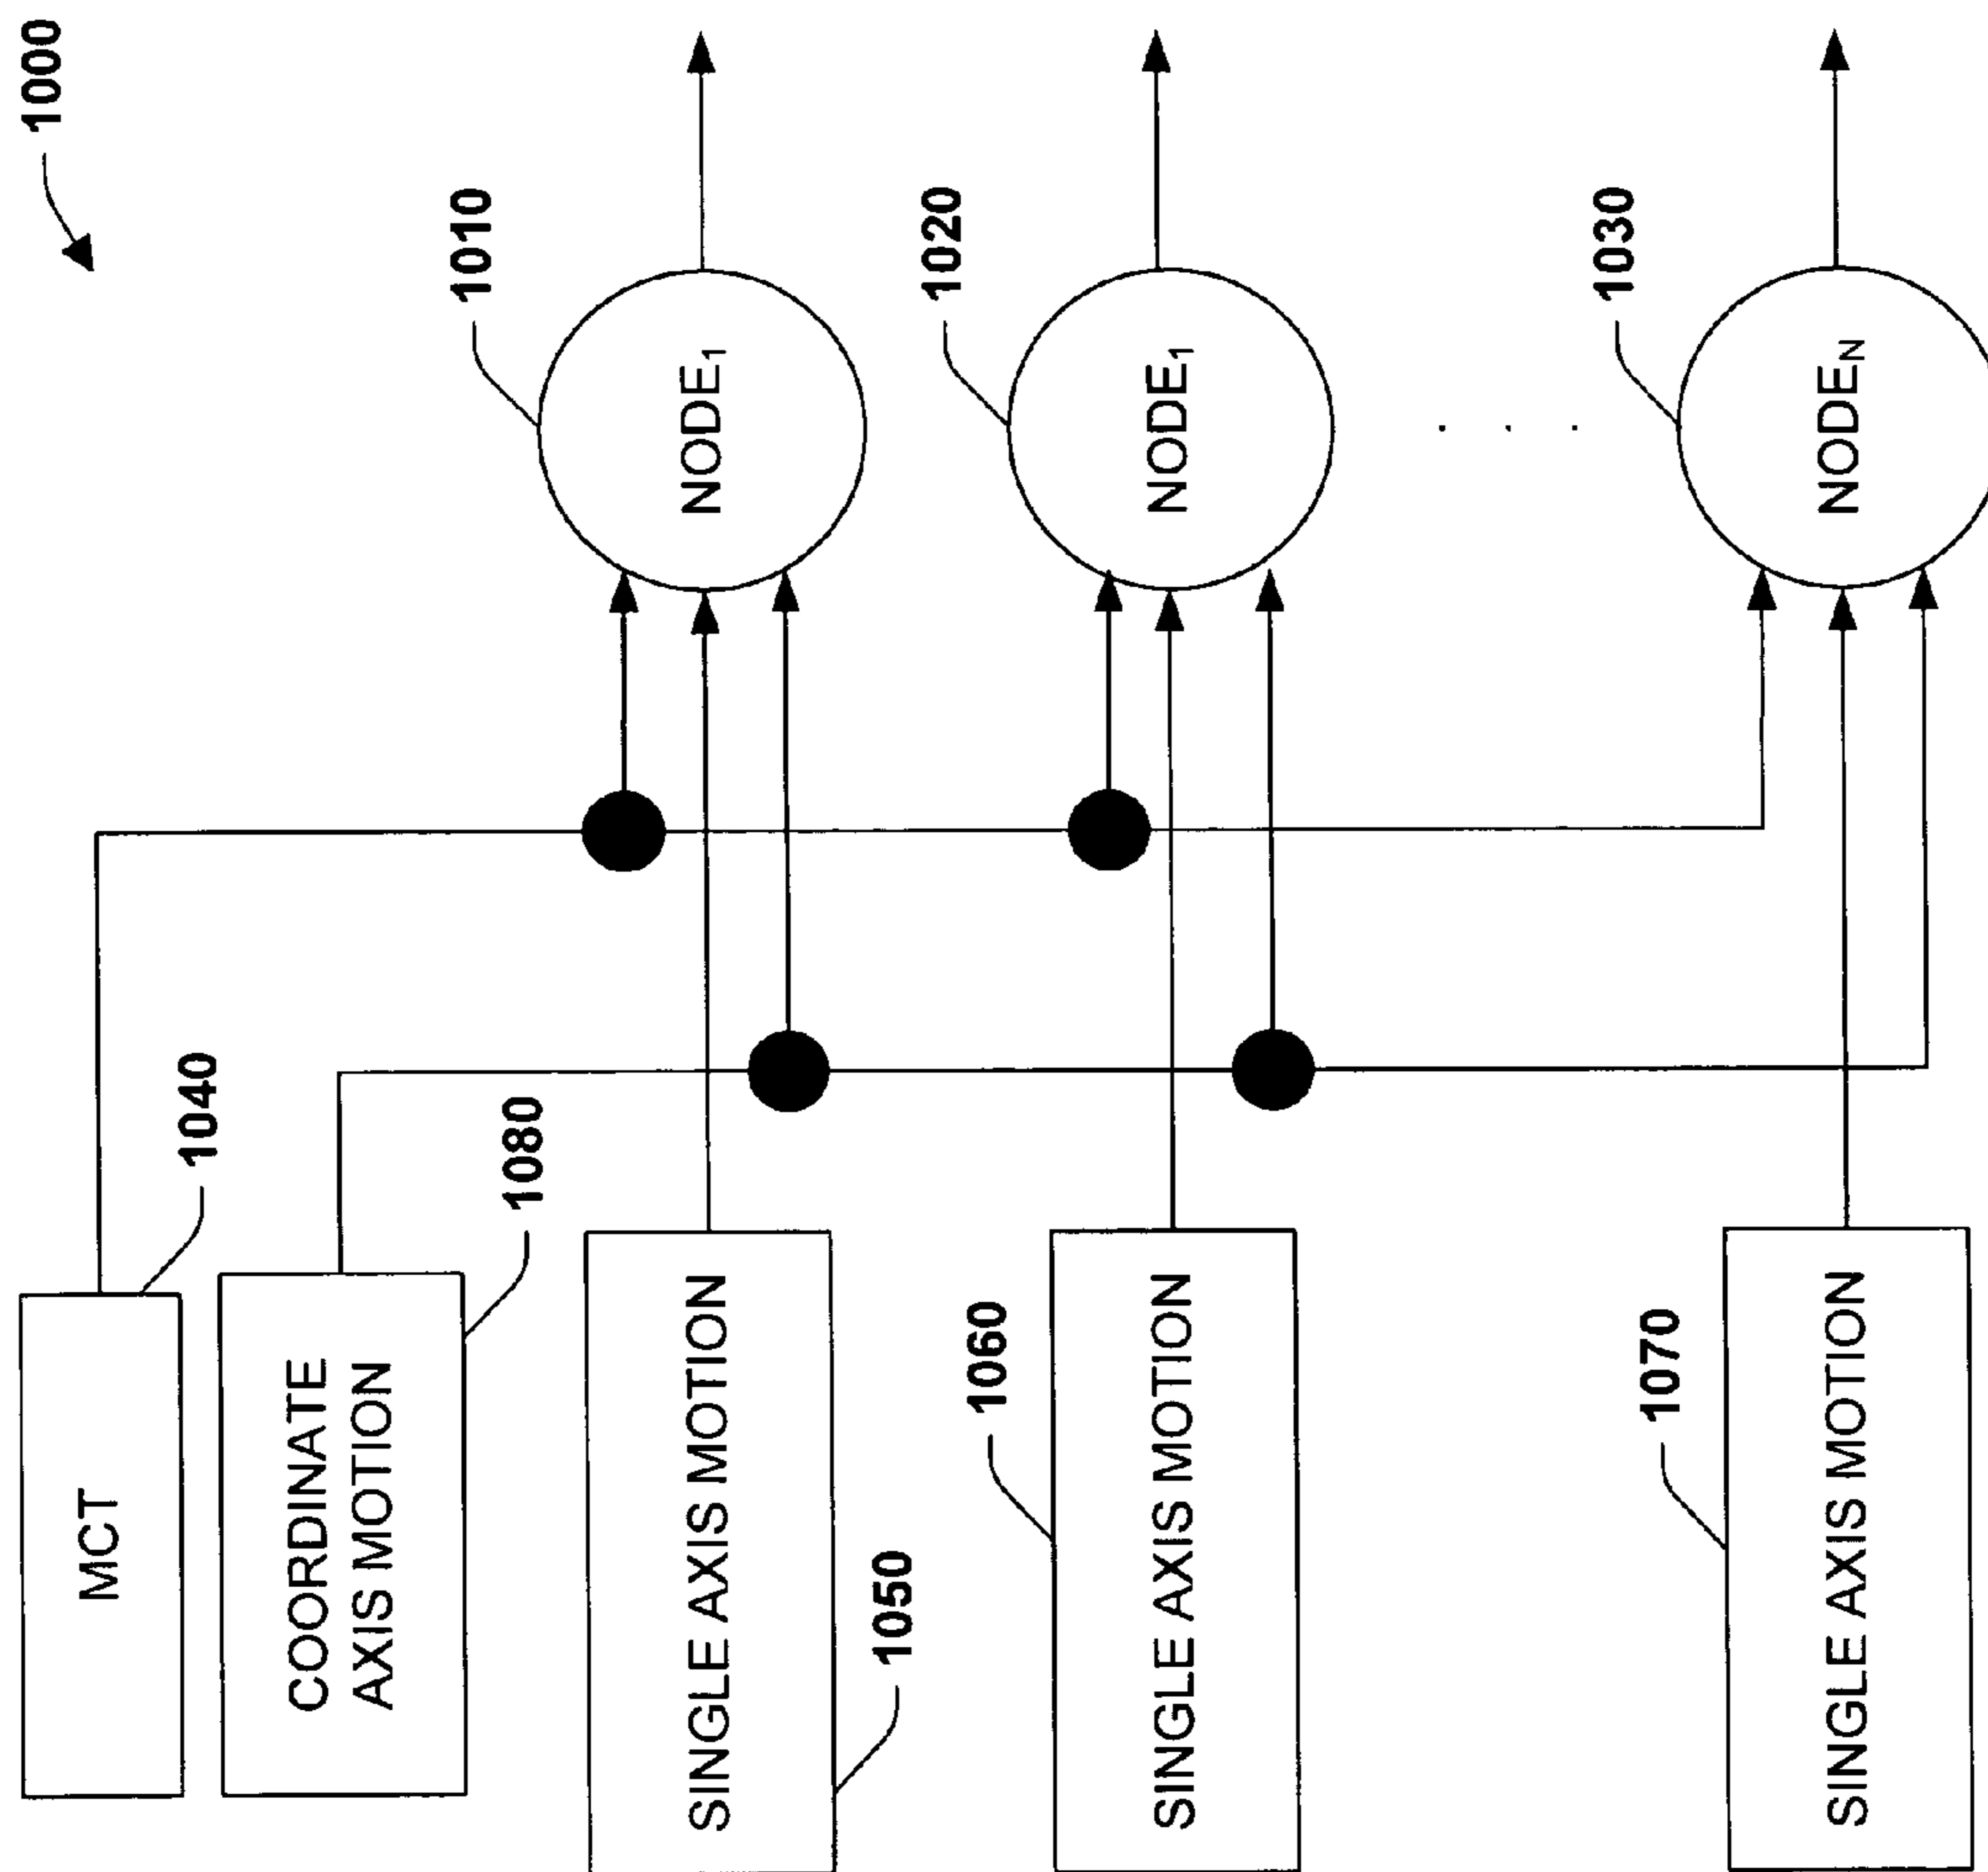 1000
MCT
1040
COORDINATE
AXIS MOTION
1080
SINGLE AXIS MOTION
1050
NODE₁
1010
SINGLE AXIS MOTION
1060
NODE₁
1020
. . .
SINGLE AXIS MOTION
1070
NODEN
1030